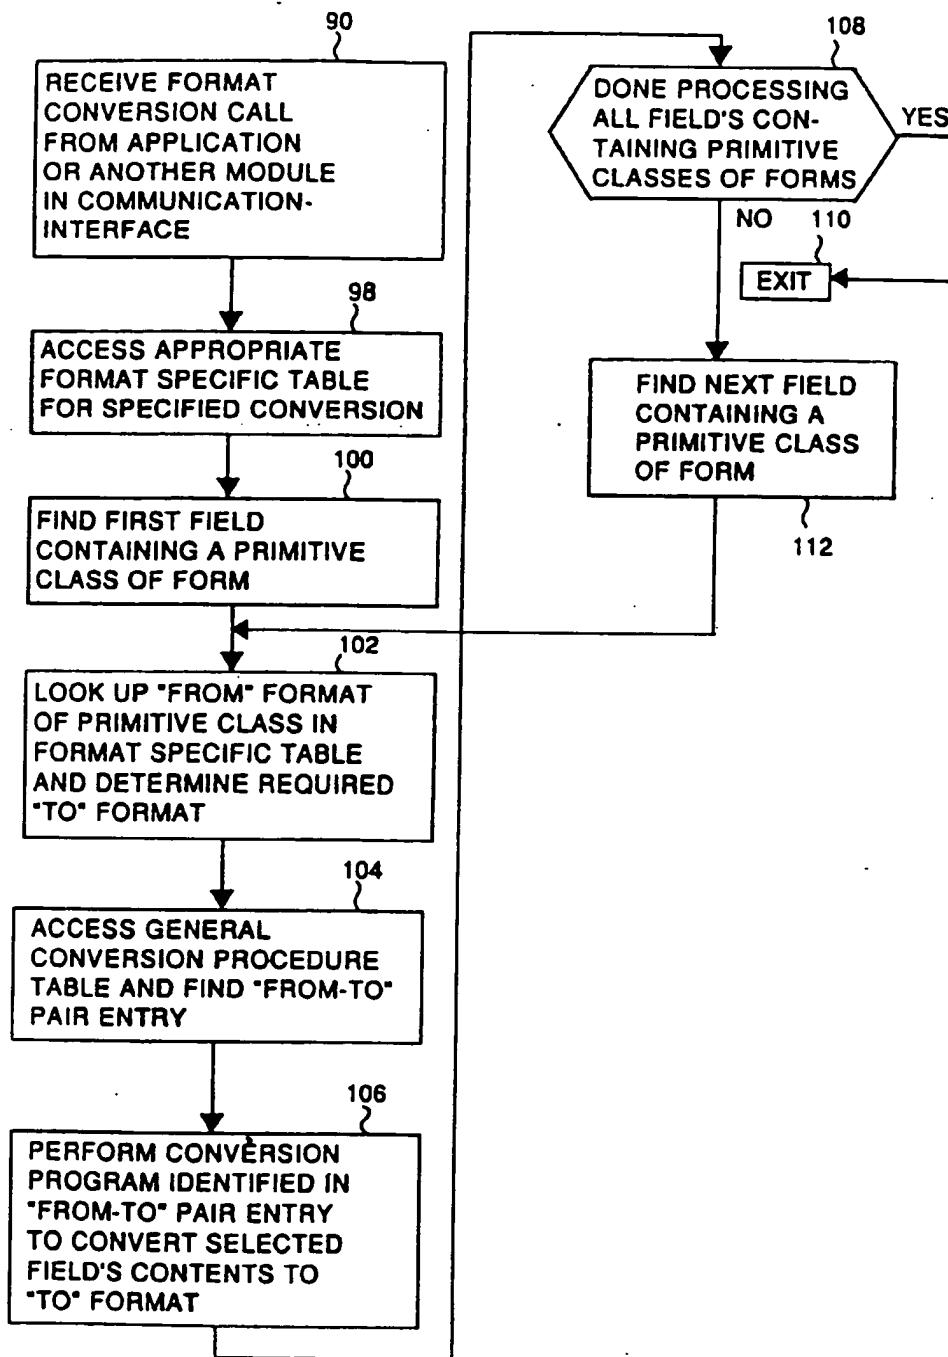 90
RECEIVE FORMAT
CONVERSION CALL
FROM APPLICATION
OR ANOTHER MODULE
IN COMMUNICATION-
INTERFACE
98
ACCESS APPROPRIATE
FORMAT SPECIFIC TABLE
FOR SPECIFIED CONVERSION
100
FIND FIRST FIELD
CONTAINING A PRIMITIVE
CLASS OF FORM
102
LOOK UP "FROM" FORMAT
OF PRIMITIVE CLASS IN
FORMAT SPECIFIC TABLE
AND DETERMINE REQUIRED
"TO" FORMAT
104
ACCESS GENERAL
CONVERSION PROCEDURE
TABLE AND FIND "FROM-TO"
PAIR ENTRY
106
PERFORM CONVERSION
PROGRAM IDENTIFIED IN
"FROM-TO" PAIR ENTRY
TO CONVERT SELECTED
FIELD'S CONTENTS TO
"TO" FORMAT
108
DONE PROCESSING
ALL FIELD'S CON-
TAINING PRIMITIVE
CLASSES OF FORMS
YES
NO
110
EXIT
FIND NEXT FIELD
CONTAINING A
PRIMITIVE CLASS
OF FORM
112